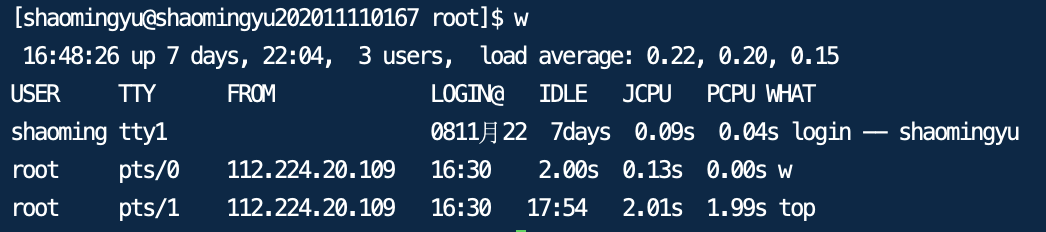 [shaomingyu@shaomingyu202011110167 root]$ w
16:48:26 up 7 days, 22:04,  3 users,  load average: 0.22, 0.20, 0.15
USER     TTY      FROM             LOGIN@   IDLE   JCPU   PCPU WHAT
shaoming tty1                      0811月22  7days  0.09s  0.04s login -- shaomingyu
root     pts/0    112.224.20.109   16:30    2.00s  0.13s  0.00s w
root     pts/1    112.224.20.109   16:30   17:54   2.01s  1.99s top